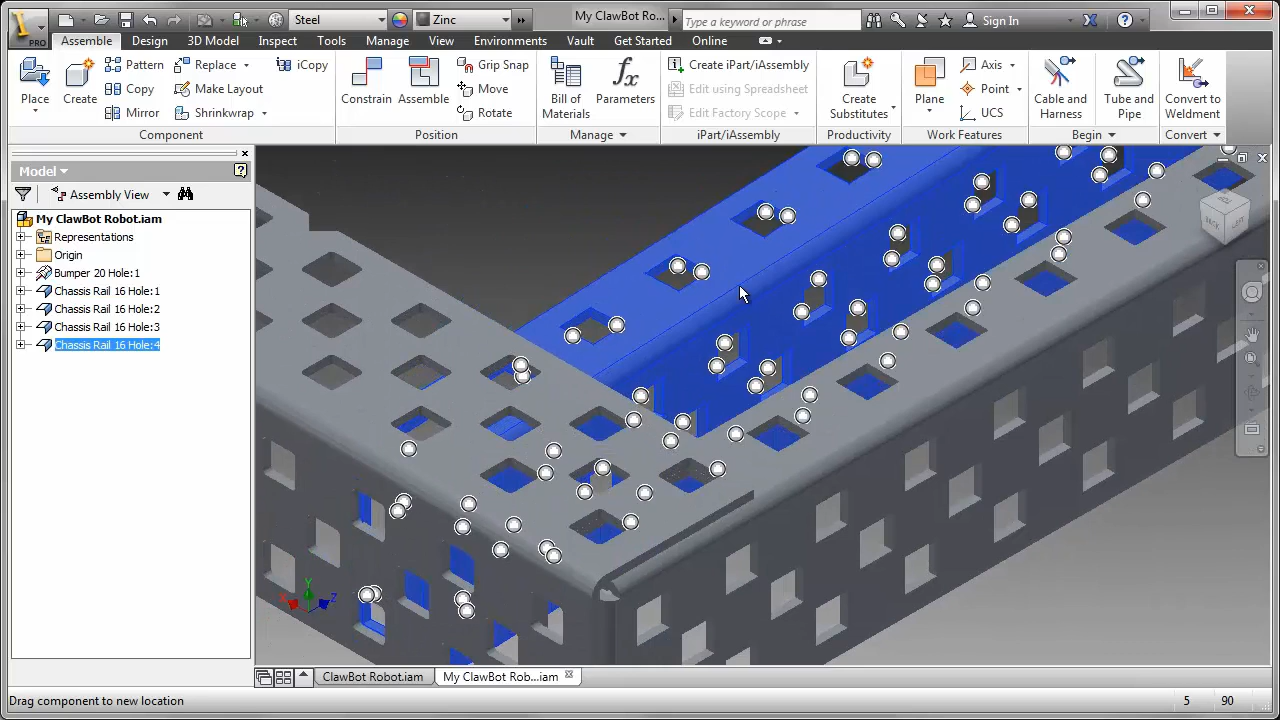 Steel
Zinc
My ClawBot Ro...
Type a keyword or phrase
Sign In
PRO
Assemble
Design
3D Model
Inspect
Tools
Manage
View
Environments
Vault
Get Started
Online
Place
Create
Pattern
Copy
Mirror
Replace
Make Layout
Shrinkwrap
iCopy
Component
Constrain
Assemble
Grip Snap
Move
Rotate
Position
Bill of
Materials
fx
Parameters
Manage
Create iPart/iAssembly
Edit using Spreadsheet
Edit Factory Scope
iPart/iAssembly
Create
Substitutes
Productivity
Plane
Axis
Point
UCS
Work Features
Cable and
Harness
Tube and
Pipe
Begin
Convert to
Weldment
Convert
Model
Assembly View
My ClawBot Robot.iam
Representations
Origin
Bumper 20 Hole:1
Chassis Rail 16 Hole:1
Chassis Rail 16 Hole:2
Chassis Rail 16 Hole:3
Chassis Rail 16 Hole:4
BACK
LEFT
X
Y
Z
ClawBot Robot.iam
My ClawBot Rob...iam
Drag component to new location
5
90